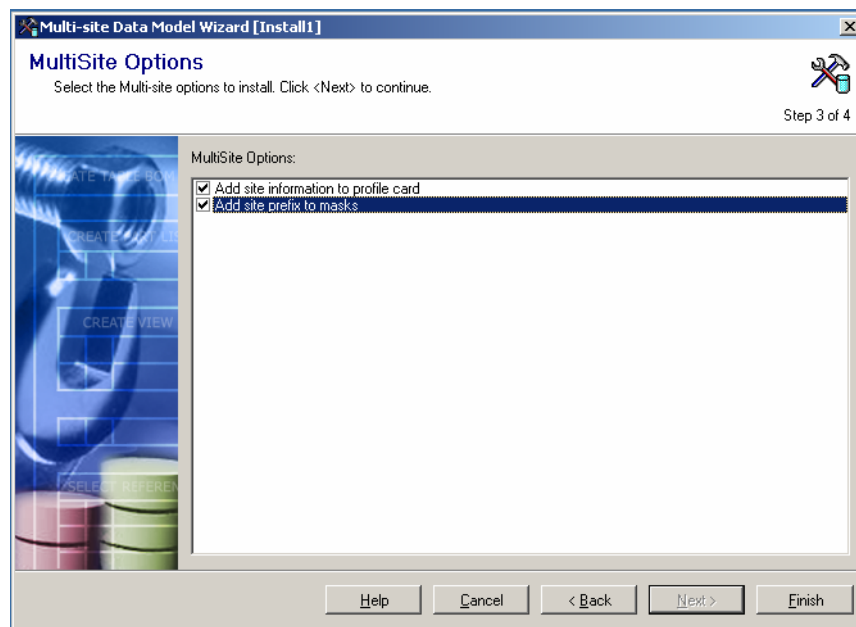 Multi-site Data Model Wizard [Install1]
MultiSite Options
Select the Multi-site options to install. Click <Next> to continue.
Step 3 of 4
MultiSite Options:
Add site information to profile card
Add site prefix to masks
CREATE VIEW
Help
Cancel
< Back
Next >
Finish